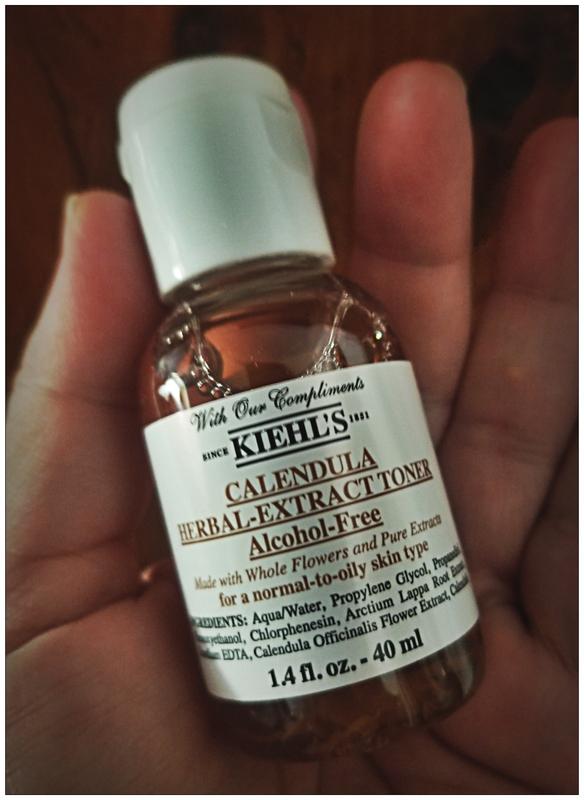 With Our Compliments
SINCE KIEHL'S 1851
CALENDULA
HERBAL-EXTRACT TONER
Alcohol-Free
Made with Whole Flowers and Pure Extracts
for a normal-to-oily skin type
Aqua/Water, Propylene Glycol,
Chlorphenesin, Arctium Lappa Root
EDTA, Calendula Officinalis Flower Extract,
1.4 fl. oz. - 40 ml